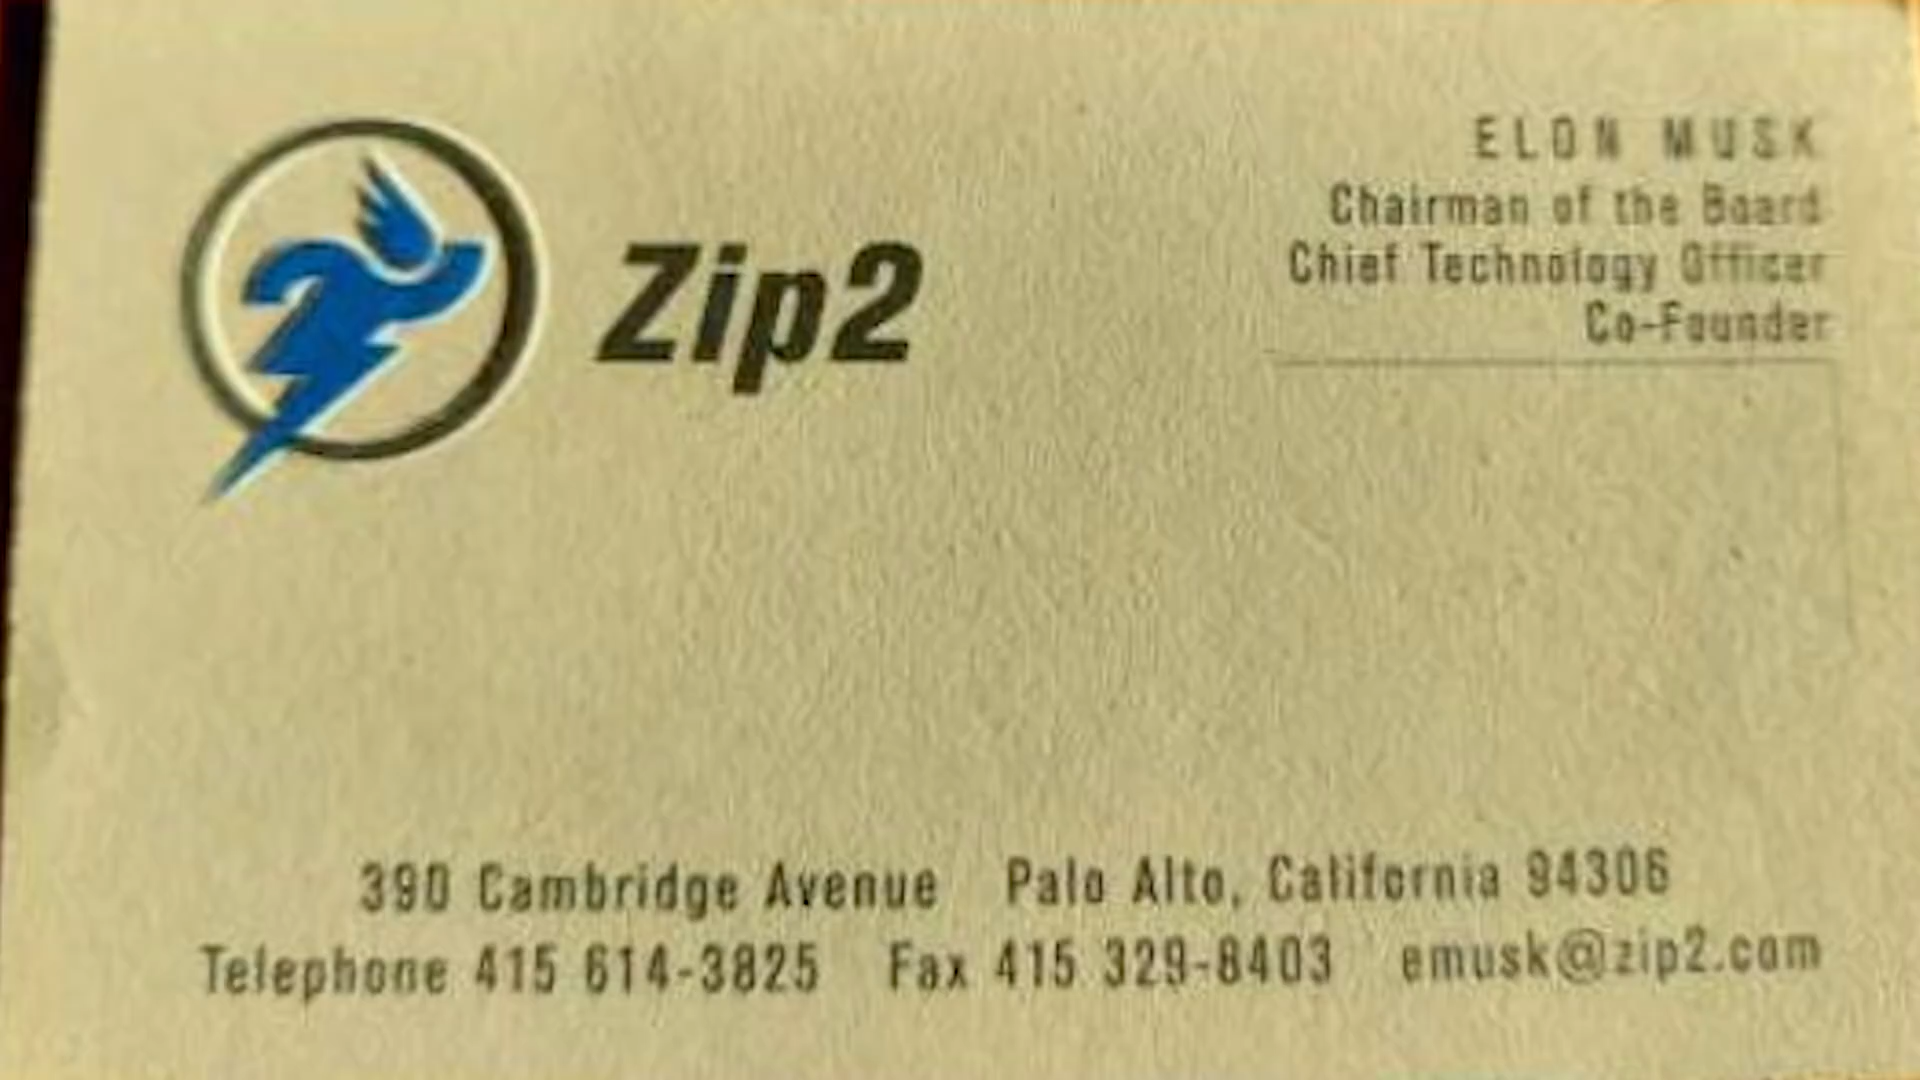 Zip2
ELON MUSK
Chairman of the Board
Chief Technology Officer
Co-Founder
390 Cambridge Avenue Palo Alto, California 94306
Telephone 415 614-3825 Fax 415 329-8403 emusk@zip2.com